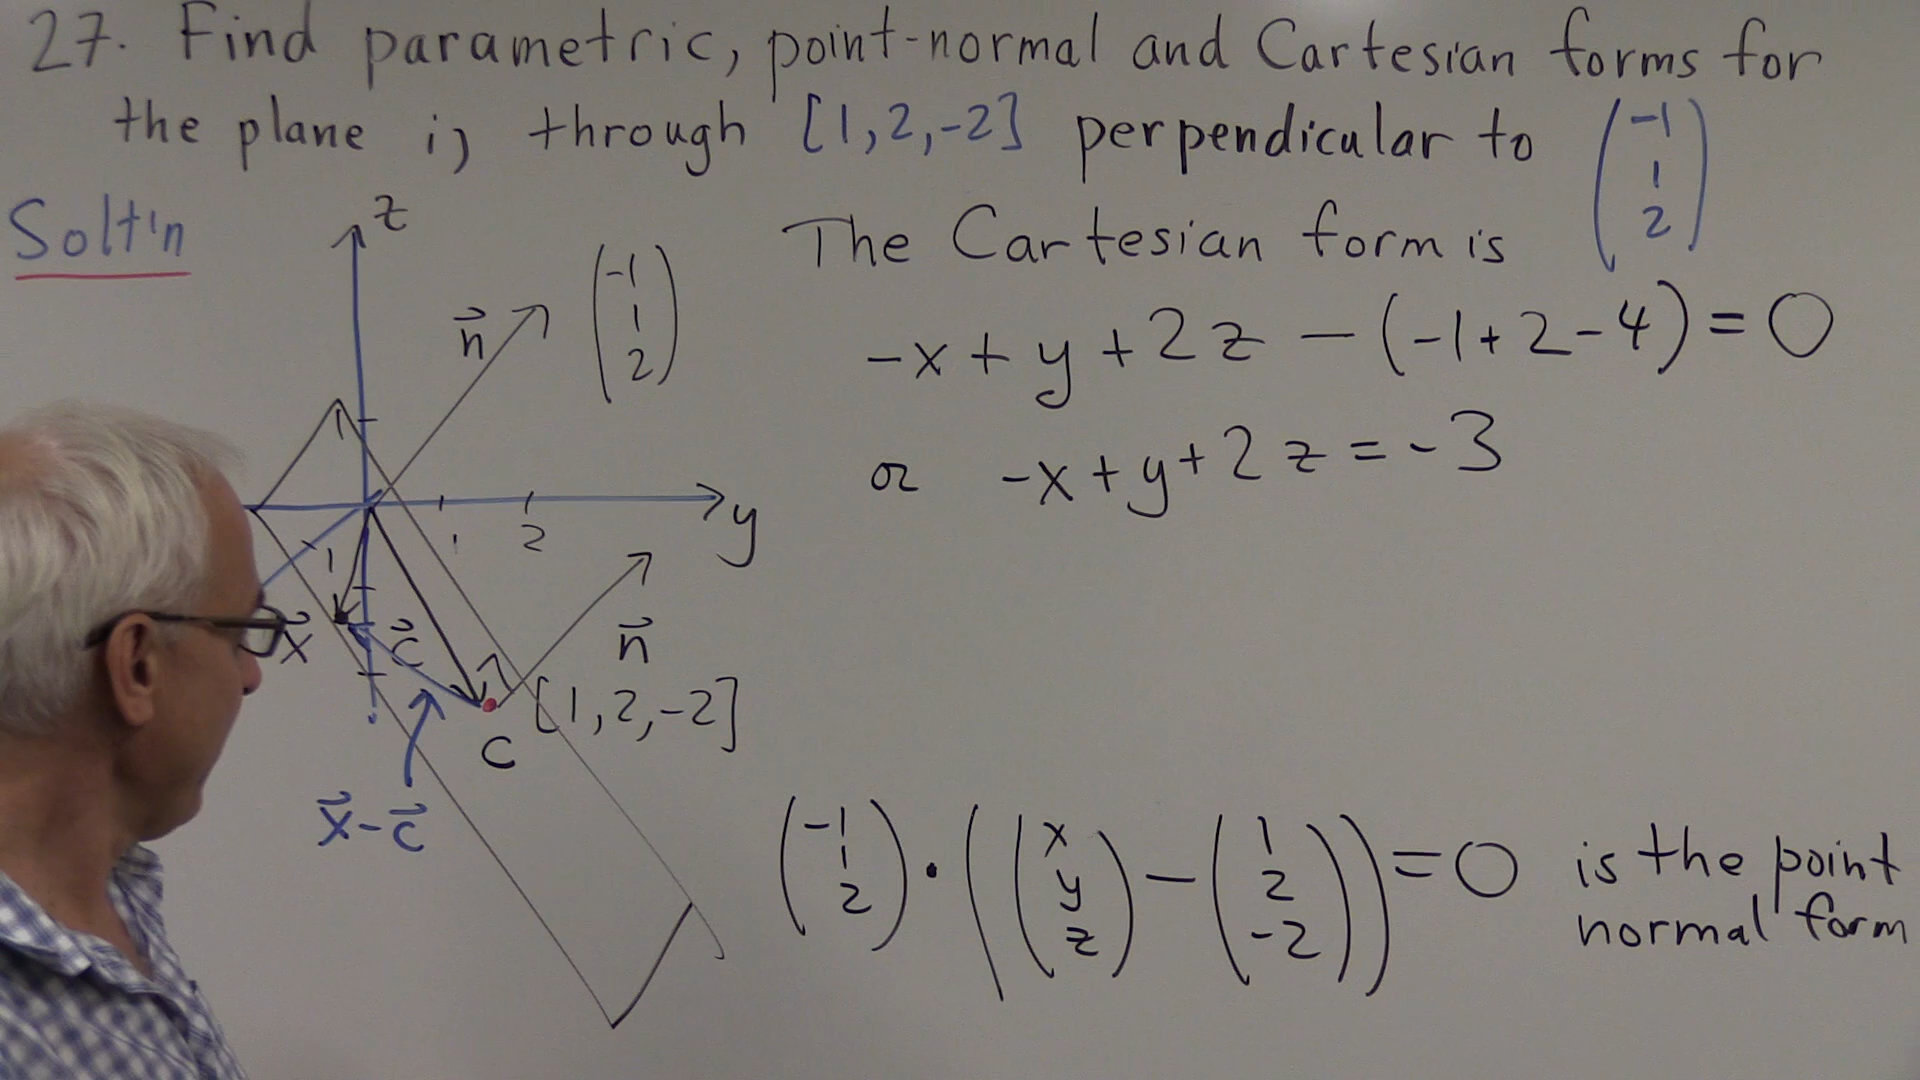 27. Find parametric, point-normal and Cartesian forms for
the plane i) through [1,2,-2] perpendicular to (-1 1 2)
Solt'n
z
n⃗
(-1 1 2)
The Cartesian form is
-x + y + 2z - (-1+2-4) = 0
or -x+y+2z = -3
y
1 2
1
x⃗
c⃗
n⃗
[1,2,-2]
C
x⃗-c⃗
(-1 1 2) · ((x y z) - (1 2 -2)) = 0 is the point
normal form